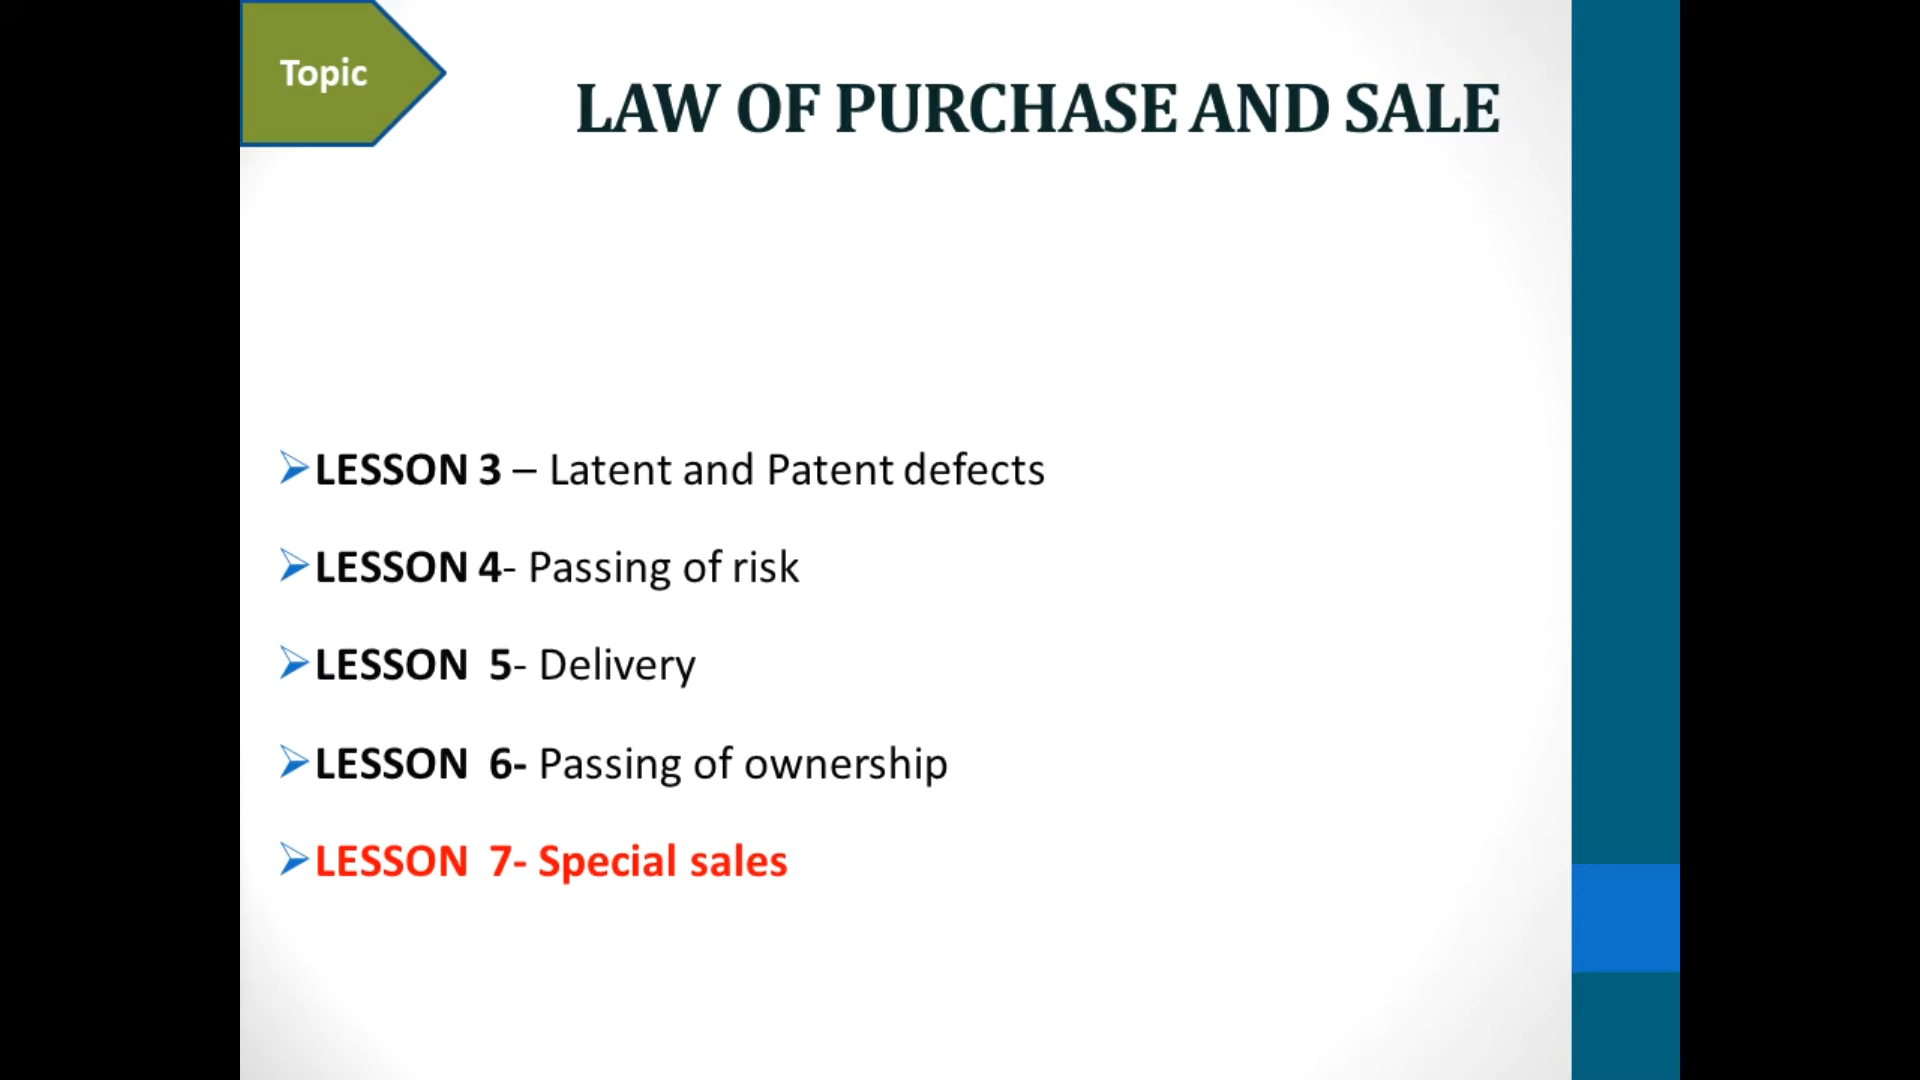 Topic
LAW OF PURCHASE AND SALE
LESSON 3 – Latent and Patent defects
LESSON 4- Passing of risk
LESSON 5- Delivery
LESSON 6- Passing of ownership
LESSON 7- Special sales